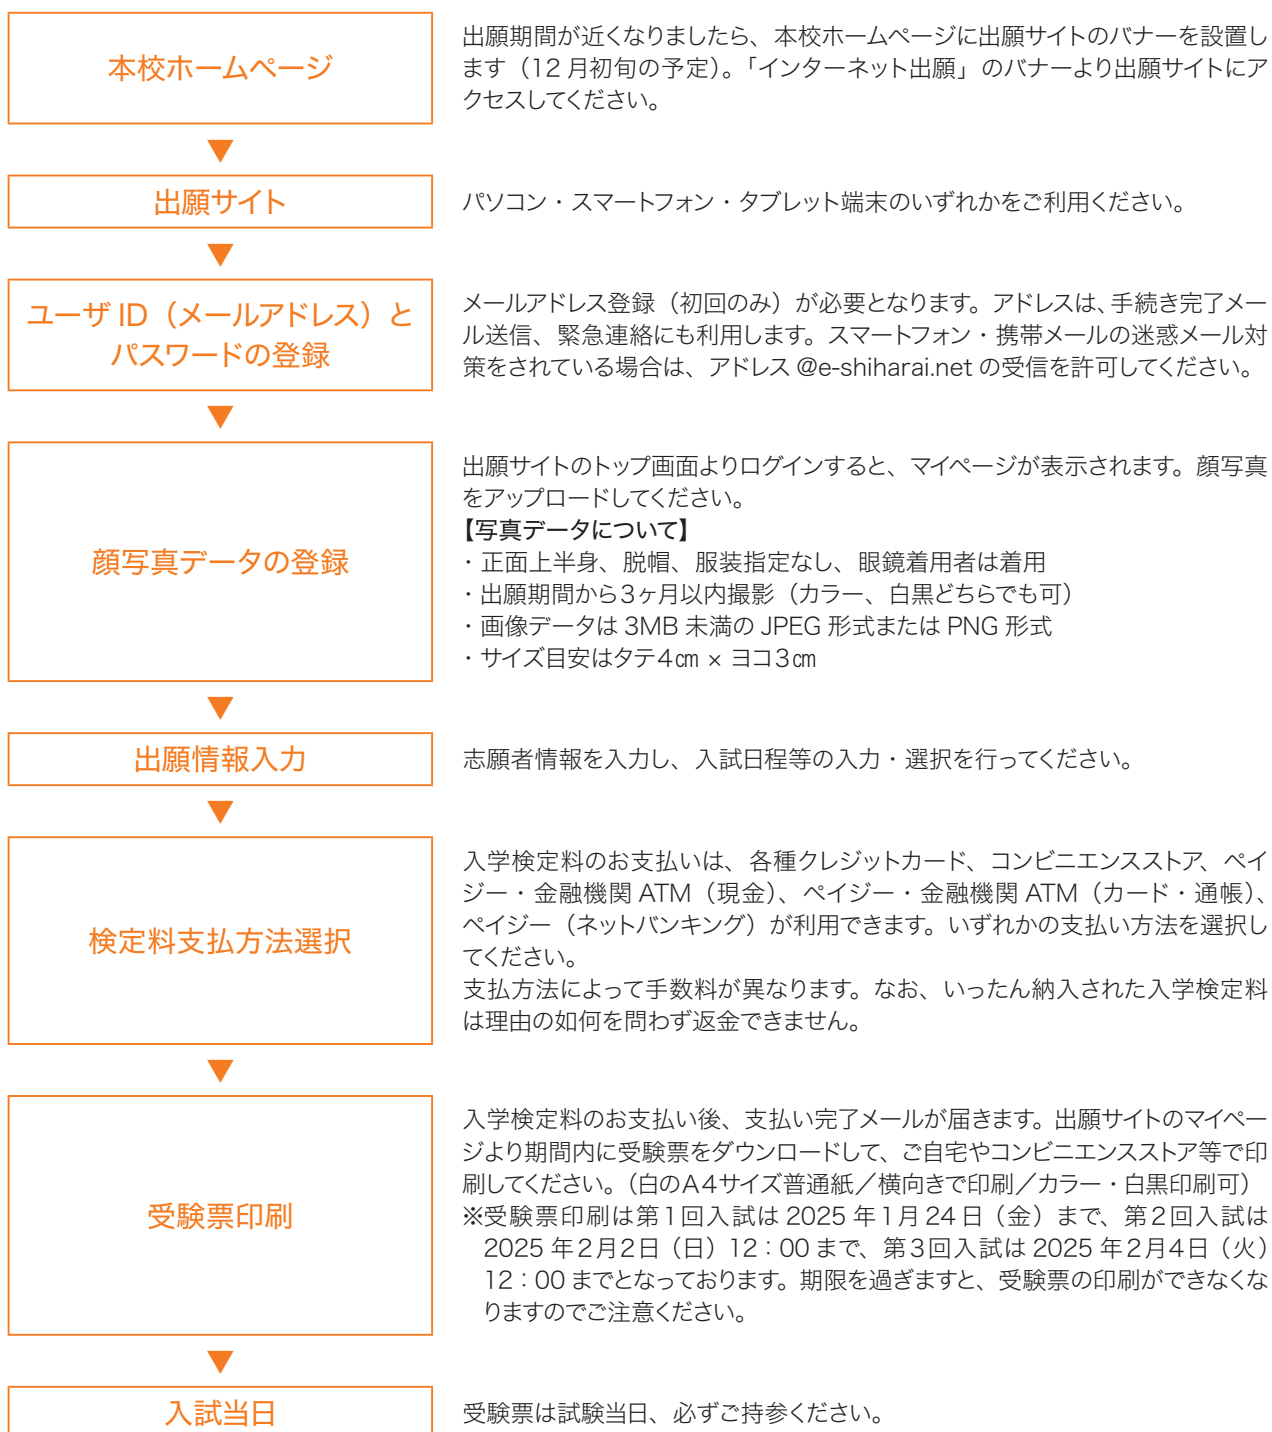 本校ホームページ
出願期間が近くなりましたら、本校ホームページに出願サイトのバナーを設置し
ます（12 月初旬の予定）。「インターネット出願」のバナーより出願サイトにア
クセスしてください。
▼
出願サイト
パソコン・スマートフォン・タブレット端末のいずれかをご利用ください。
▼
ユーザ ID（メールアドレス）と
パスワードの登録
メールアドレス登録（初回のみ）が必要となります。アドレスは、手続き完了メー
ル送信、緊急連絡にも利用します。スマートフォン・携帯メールの迷惑メール対
策をされている場合は、アドレス @e-shiharai.net の受信を許可してください。
▼
顔写真データの登録
出願サイトのトップ画面よりログインすると、マイページが表示されます。顔写真
をアップロードしてください。
【写真データについて】
・正面上半身、脱帽、服装指定なし、眼鏡着用者は着用
・出願期間から３ヶ月以内撮影（カラー、白黒どちらでも可）
・画像データは 3MB 未満の JPEG 形式または PNG 形式
・サイズ目安はタテ４㎝ × ヨコ３㎝
▼
出願情報入力
志願者情報を入力し、入試日程等の入力・選択を行ってください。
▼
検定料支払方法選択
入学検定料のお支払いは、各種クレジットカード、コンビニエンスストア、ペイ
ジー・金融機関 ATM（現金）、ペイジー・金融機関 ATM（カード・通帳）、
ペイジー（ネットバンキング）が利用できます。いずれかの支払い方法を選択し
てください。
支払方法によって手数料が異なります。なお、いったん納入された入学検定料
は理由の如何を問わず返金できません。
▼
受験票印刷
入学検定料のお支払い後、支払い完了メールが届きます。出願サイトのマイペー
ジより期間内に受験票をダウンロードして、ご自宅やコンビニエンスストア等で印
刷してください。（白のＡ４サイズ普通紙／横向きで印刷／カラー・白黒印刷可）
※受験票印刷は第１回入試は 2025 年１月 24 日（金）まで、第２回入試は
2025 年２月２日（日）12：00 まで、第３回入試は 2025 年２月４日（火）
12：00 までとなっております。期限を過ぎますと、受験票の印刷ができなくな
りますのでご注意ください。
▼
入試当日
受験票は試験当日、必ずご持参ください。